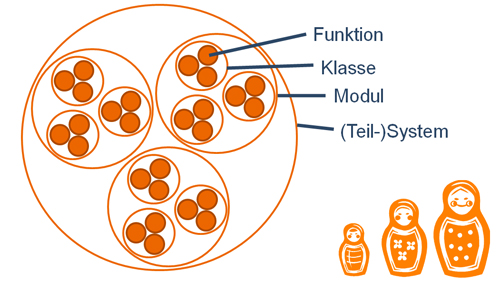 Funktion
Klasse
Modul
(Teil-)System